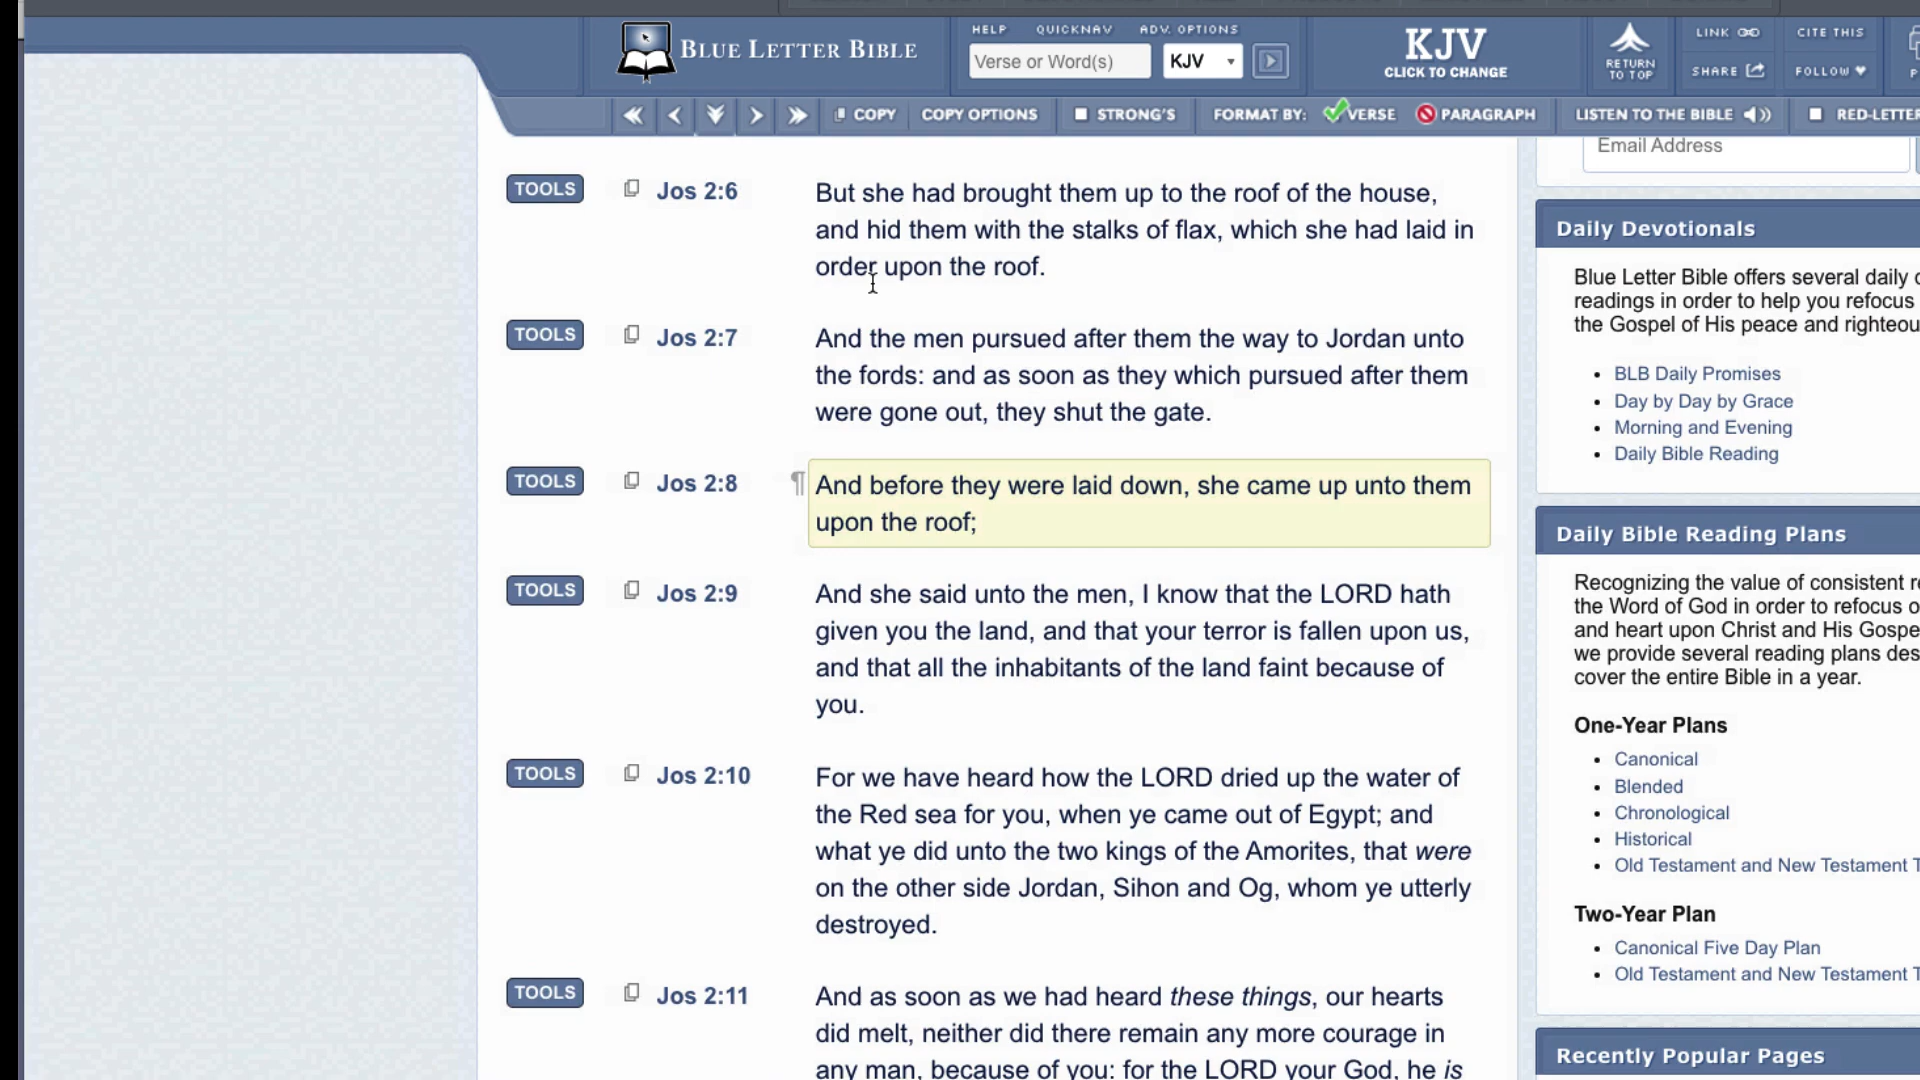 HELP QUICKNAV ADV. OPTIONS
BLUE LETTER BIBLE
Verse or Word(s)
KJV
KJV
CLICK TO CHANGE
RETURN
TO TOP
LINK
CITE THIS
SHARE
FOLLOW
COPY
COPY OPTIONS
STRONG'S
FORMAT BY:
VERSE
PARAGRAPH
LISTEN TO THE BIBLE
RED-LETTER
TOOLS
Jos 2:6
But she had brought them up to the roof of the house,
and hid them with the stalks of flax, which she had laid in
order upon the roof.
TOOLS
Jos 2:7
And the men pursued after them the way to Jordan unto
the fords: and as soon as they which pursued after them
were gone out, they shut the gate.
TOOLS
Jos 2:8
¶ And before they were laid down, she came up unto them
upon the roof;
TOOLS
Jos 2:9
And she said unto the men, I know that the LORD hath
given you the land, and that your terror is fallen upon us,
and that all the inhabitants of the land faint because of
you.
TOOLS
Jos 2:10
For we have heard how the LORD dried up the water of
the Red sea for you, when ye came out of Egypt; and
what ye did unto the two kings of the Amorites, that were
on the other side Jordan, Sihon and Og, whom ye utterly
destroyed.
TOOLS
Jos 2:11
And as soon as we had heard these things, our hearts
did melt, neither did there remain any more courage in
any man, because of you: for the LORD your God, he is
Email Address
Daily Devotionals
Blue Letter Bible offers several daily
readings in order to help you refocus
the Gospel of His peace and
BLB Daily Promises
Day by Day by Grace
Morning and Evening
Daily Bible Reading
Daily Bible Reading Plans
Recognizing the value of consistent
the Word of God in order to refocus
and heart upon Christ and His
we provide several reading plans
cover the entire Bible in a year.
One-Year Plans
Canonical
Blended
Chronological
Historical
Old Testament and New Testament
Two-Year Plan
Canonical Five Day Plan
Old Testament and New Testament
Recently Popular Pages